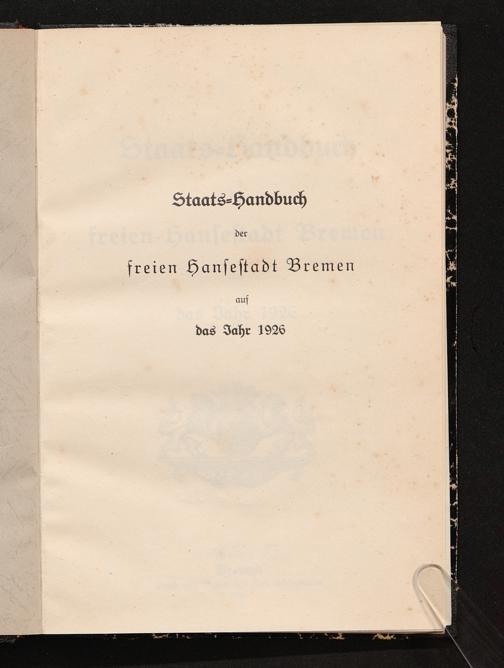 Staats-Handbuch
der
freien Hanseſtadt Bremen
auf
das Jahr 1926